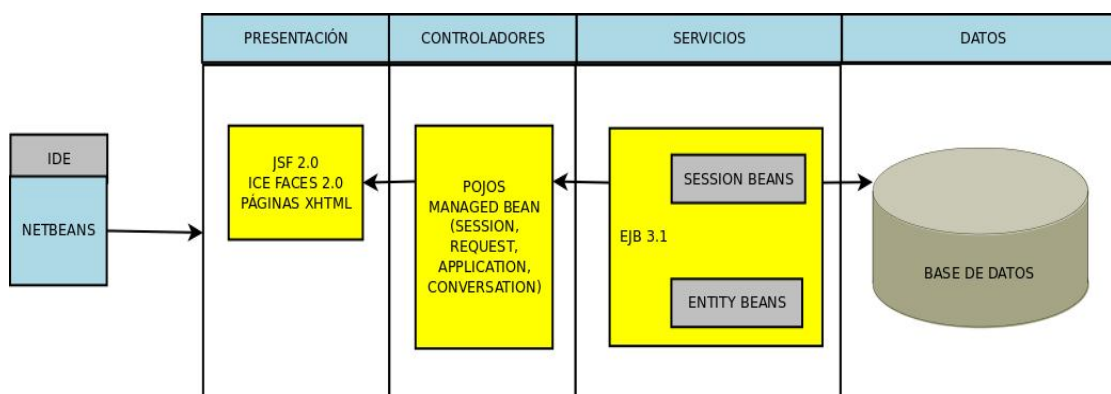 PRESENTACIÓN
CONTROLADORES
SERVICIOS
DATOS
IDE
NETBEANS
JSF 2.0
ICE FACES 2.0
PÁGINAS XHTML
POJOS
MANAGED BEAN
(SESSION,
REQUEST,
APPLICATION,
CONVERSATION)
EJB 3.1
SESSION BEANS
ENTITY BEANS
BASE DE DATOS